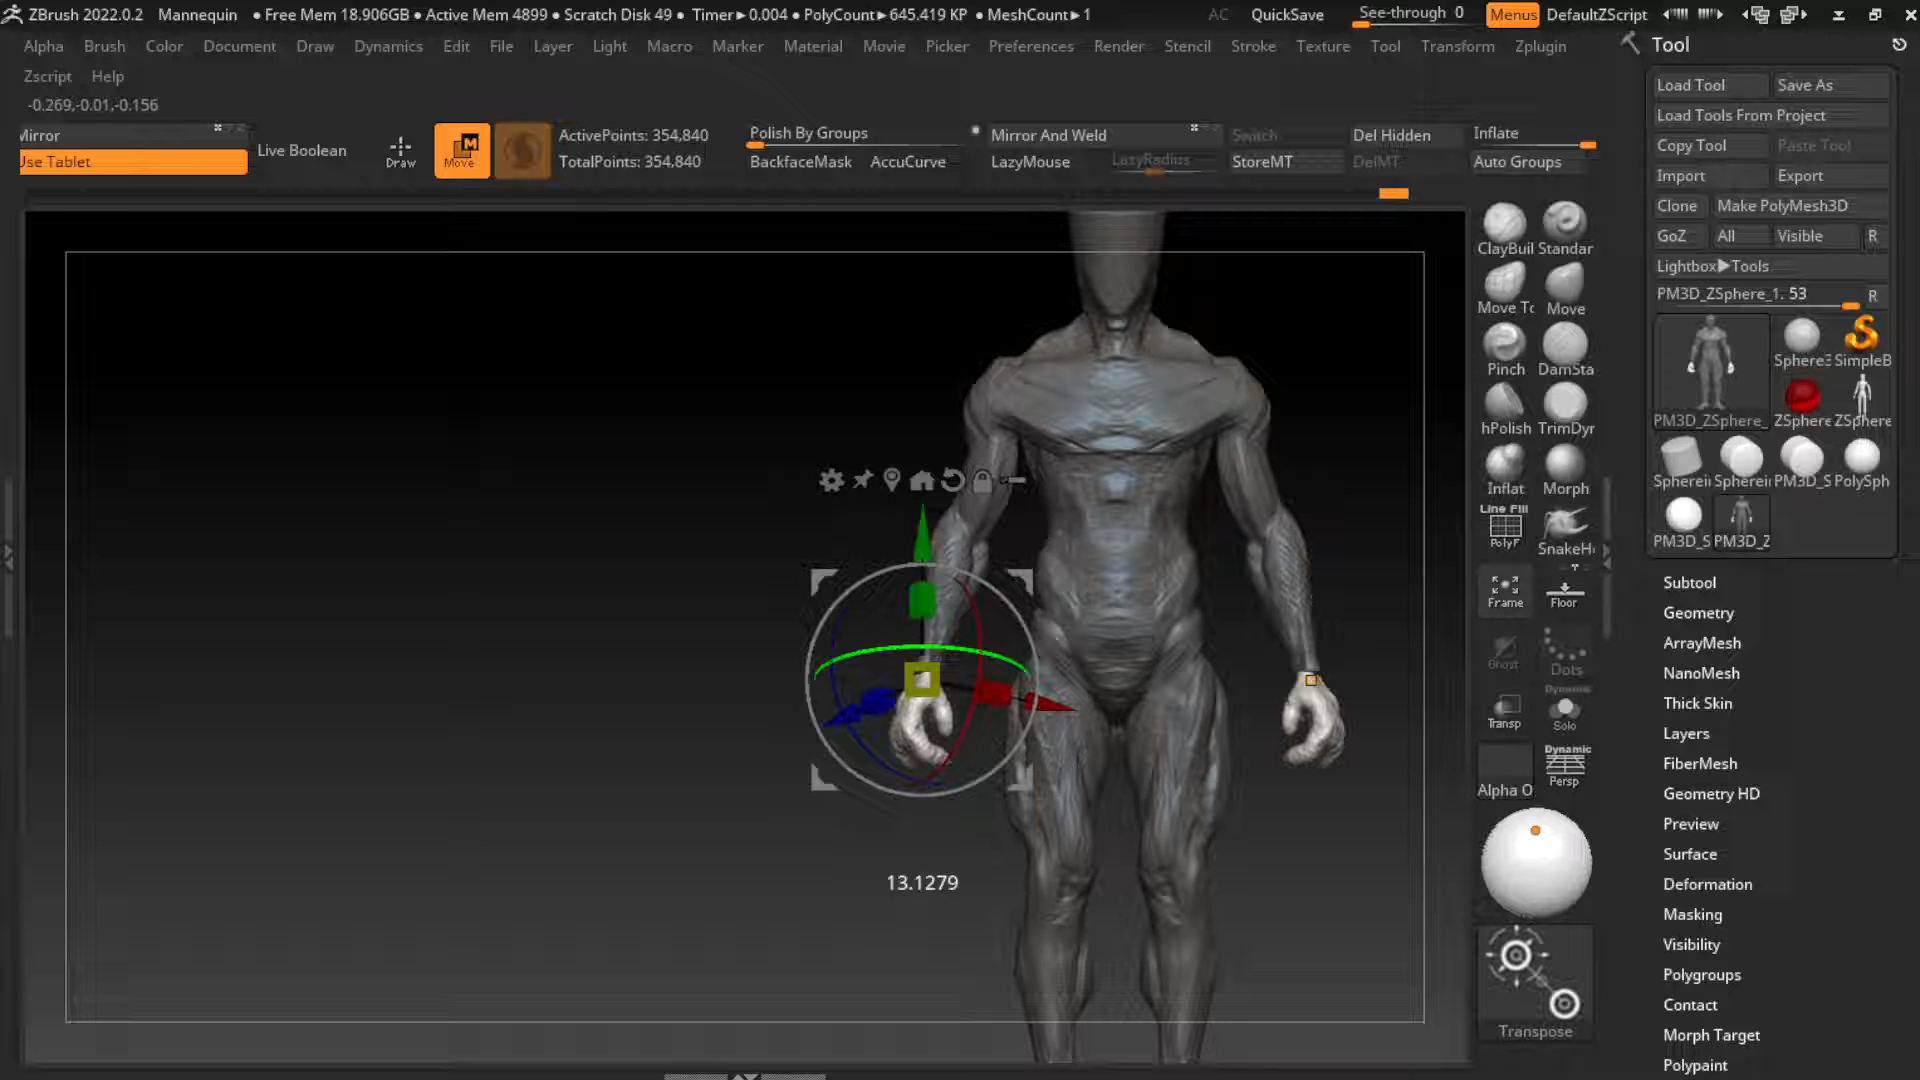 ZBrush 2022.0.2 Mannequin • Free Mem 18.906GB • Active Mem 4899 • Scratch Disk 49 • Timer▶0.004 • PolyCount▶645.419 KP • MeshCount▶1 AC QuickSave See-through 0 Menus DefaultZScript
Alpha Brush Color Document Draw Dynamics Edit File Layer Light Macro Marker Material Movie Picker Preferences Render Stencil Stroke Texture Tool Transform Zplugin
Zscript Help
-0.269,-0.01,-0.156
Mirror
Use Tablet
Live Boolean
Draw
Move
M
ActivePoints: 354,840
TotalPoints: 354,840
Polish By Groups
BackfaceMask AccuCurve
Mirror And Weld
LazyMouse LazyRadius
Switch
StoreMT
Del Hidden
DelMT
Inflate
Auto Groups
13.1279
ClayBuil Standar
Move To Move
Pinch DamSta
hPolish TrimDyr
Inflat Morph
Line Fill
PolyF
SnakeH
Frame Floor
Ghost Dots
Transp
Dynamic
Solo
Alpha O
Dynamic
Persp
Transpose
Tool
Load Tool Save As
Load Tools From Project
Copy Tool Paste Tool
Import Export
Clone Make PolyMesh3D
GoZ All Visible R
Lightbox▶Tools
PM3D_ZSphere_1. 53 R
PM3D_ZSphere_
Sphere3 SimpleB
ZSphere ZSphere
Spherei Spherei PM3D_S PolySph
PM3D_S PM3D_Z
Subtool
Geometry
ArrayMesh
NanoMesh
Thick Skin
Layers
FiberMesh
Geometry HD
Preview
Surface
Deformation
Masking
Visibility
Polygroups
Contact
Morph Target
Polypaint